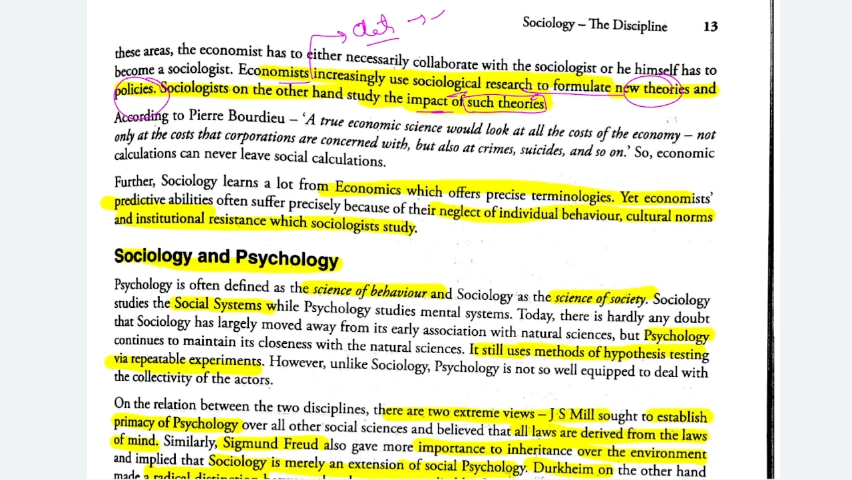 Sociology – The Discipline 13
these areas, the economist has to either necessarily collaborate with the sociologist or he himself has to
become a sociologist. Economists increasingly use sociological research to formulate new theories and
policies. Sociologists on the other hand study the impact of such theories.
According to Pierre Bourdieu – ‘A true economic science would look at all the costs of the economy – not
only at the costs that corporations are concerned with, but also at crimes, suicides, and so on.’ So, economic
calculations can never leave social calculations.
Further, Sociology learns a lot from Economics which offers precise terminologies. Yet economists’
predictive abilities often suffer precisely because of their neglect of individual behaviour, cultural norms
and institutional resistance which sociologists study.
Sociology and Psychology
Psychology is often defined as the science of behaviour and Sociology as the science of society. Sociology
studies the Social Systems while Psychology studies mental systems. Today, there is hardly any doubt
that Sociology has largely moved away from its early association with natural sciences, but Psychology
continues to maintain its closeness with the natural sciences. It still uses methods of hypothesis testing
via repeatable experiments. However, unlike Sociology, Psychology is not so well equipped to deal with
the collectivity of the actors.
On the relation between the two disciplines, there are two extreme views – J S Mill sought to establish
primacy of Psychology over all other social sciences and believed that all laws are derived from the laws
of mind. Similarly, Sigmund Freud also gave more importance to inheritance over the environment
and implied that Sociology is merely an extension of social Psychology. Durkheim on the other hand
made a radical distinction